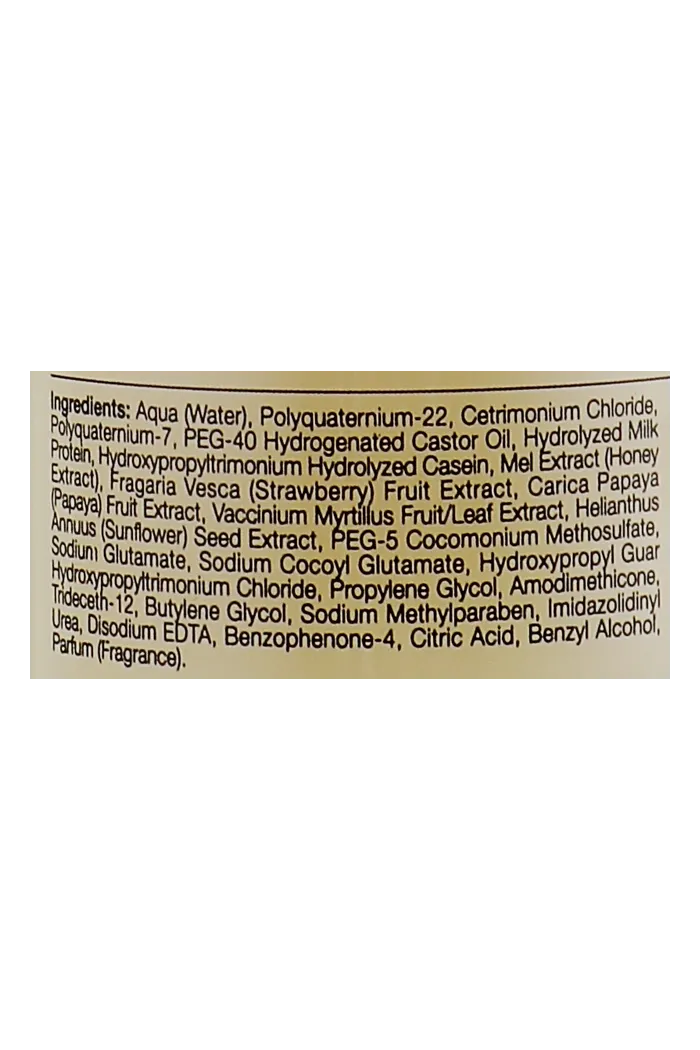 Ingredients: Aqua (Water), Polyquaternium-22, Cetrimonium Chloride,
Polyquaternium-7, PEG-40 Hydrogenated Castor Oil, Hydrolyzed Milk
Protein, Hydroxypropyltrimonium Hydrolyzed Casein, Mel Extract (Honey
Extract), Fragaria Vesca (Strawberry) Fruit Extract, Carica Papaya
(Papaya) Fruit Extract, Vaccinium Myrtillus Fruit/Leaf Extract, Helianthus
Annuus (Sunflower) Seed Extract, PEG-5 Cocomonium Methosulfate,
Sodium Glutamate, Sodium Cocoyl Glutamate, Hydroxypropyl Guar
Hydroxypropyltrimonium Chloride, Propylene Glycol, Amodimethicone,
Trideceth-12, Butylene Glycol, Sodium Methylparaben, Imidazolidinyl
Urea, Disodium EDTA, Benzophenone-4, Citric Acid, Benzyl Alcohol,
Parfum (Fragrance).